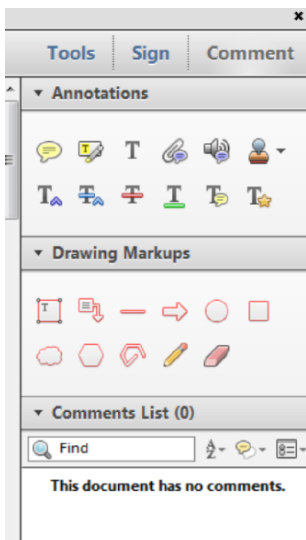 Tools Sign Comment
Annotations
Drawing Markups
Comments List (0)
Find
This document has no comments.